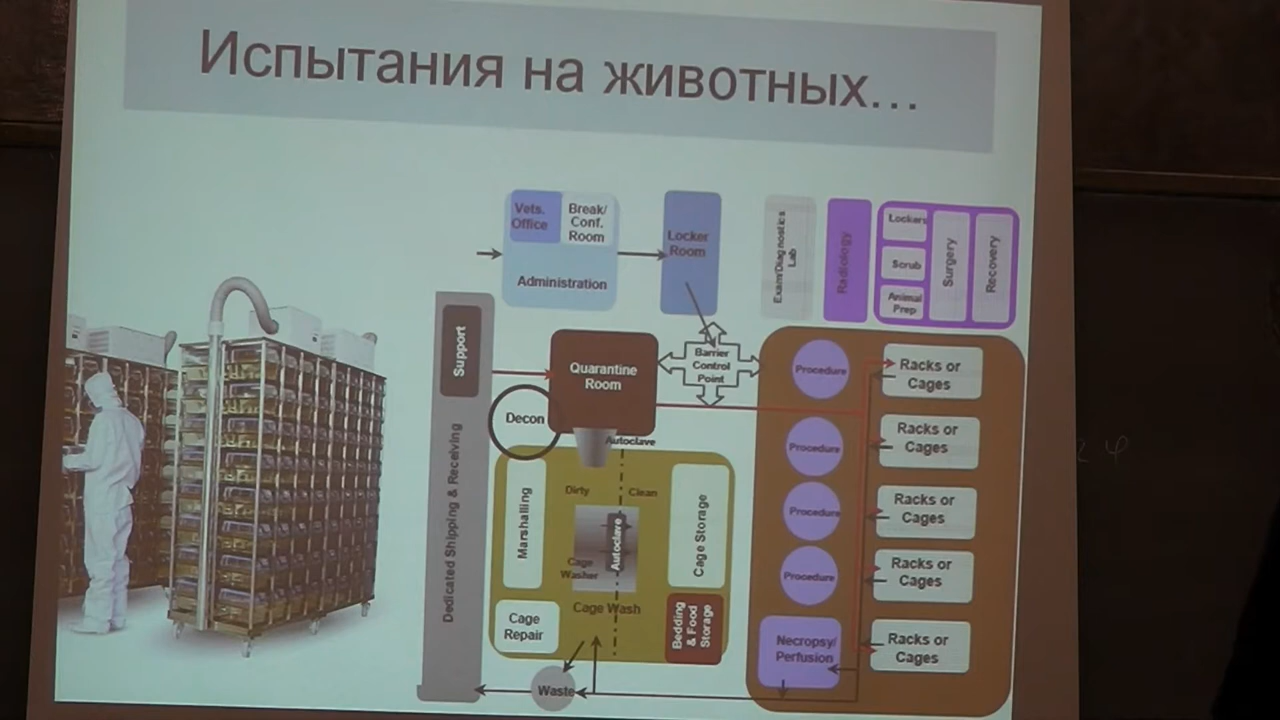 Испытания на животных...
Vets.
Office
Break/
Conf.
Room
Administration
Locker
Room
Exam/Diagnostics
Lab
Radiology
Lockers
Scrub
Animal
Prep
Surgery
Recovery
Support
Dedicated Shipping & Receiving
Quarantine
Room
Barrier
Control
Point
Decon
Autoclave
Marshalling
Dirty
Clean
Autoclave
Cage
Washer
Cage Wash
Cage Storage
Cage
Repair
Bedding
& Food
Storage
Waste
Procedure
Procedure
Procedure
Procedure
Necropsy/
Perfusion
Racks or
Cages
Racks or
Cages
Racks or
Cages
Racks or
Cages
Racks or
Cages